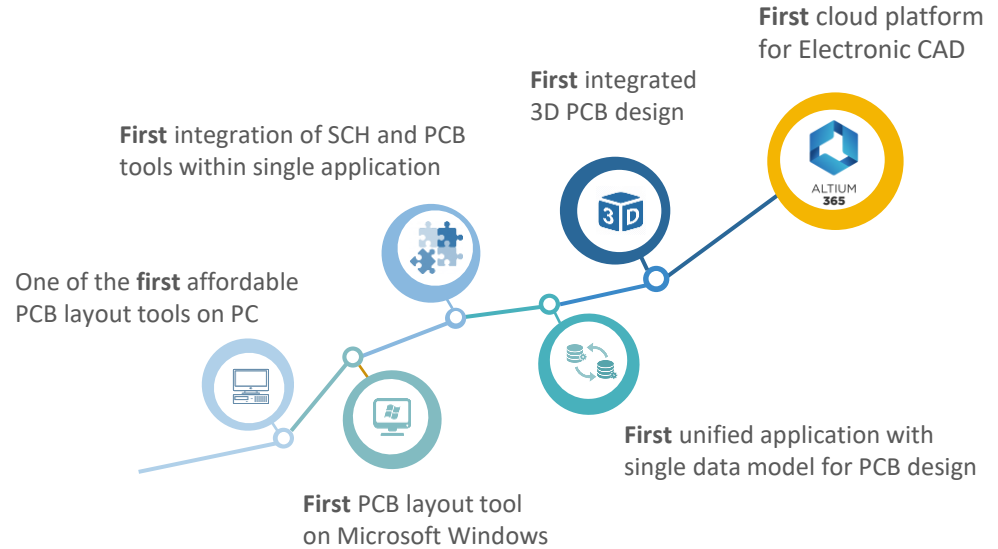 First cloud platform
for Electronic CAD
First integrated
3D PCB design
First integration of SCH and PCB
tools within single application
3 D
ALTIUM
365
One of the first affordable
PCB layout tools on PC
First unified application with
single data model for PCB design
First PCB layout tool
on Microsoft Windows